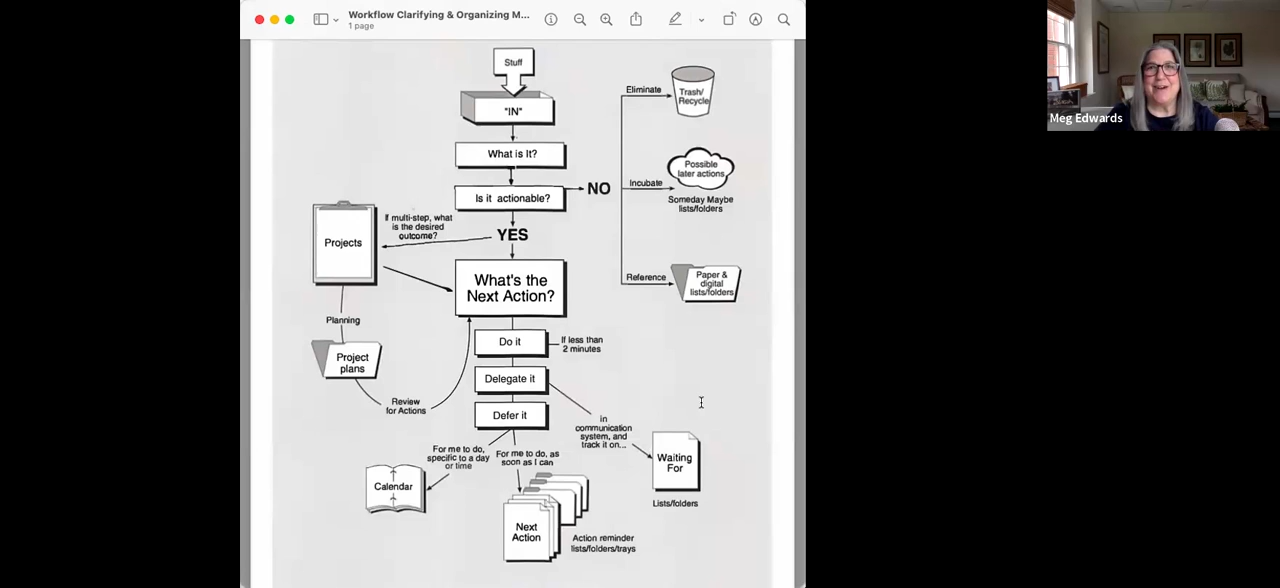 Workflow Clarifying & Organizing M...
1 page
Stuff
"IN"
What is It?
Is it actionable?
NO
Eliminate
Trash/
Recycle
Incubate
Possible
later actions
Someday Maybe
lists/folders
Reference
Paper &
digital
lists/folders
YES
If multi-step, what
is the desired
outcome?
Projects
Planning
Project
plans
Review
for Actions
What's the
Next Action?
Do it
If less than
2 minutes
Delegate it
in
communication
system, and
track it on...
Waiting
For
Lists/folders
Defer it
For me to do,
specific to a day
or time
Calendar
For me to do, as
soon as I can
Next
Action
Action reminder
lists/folders/trays
Meg Edwards